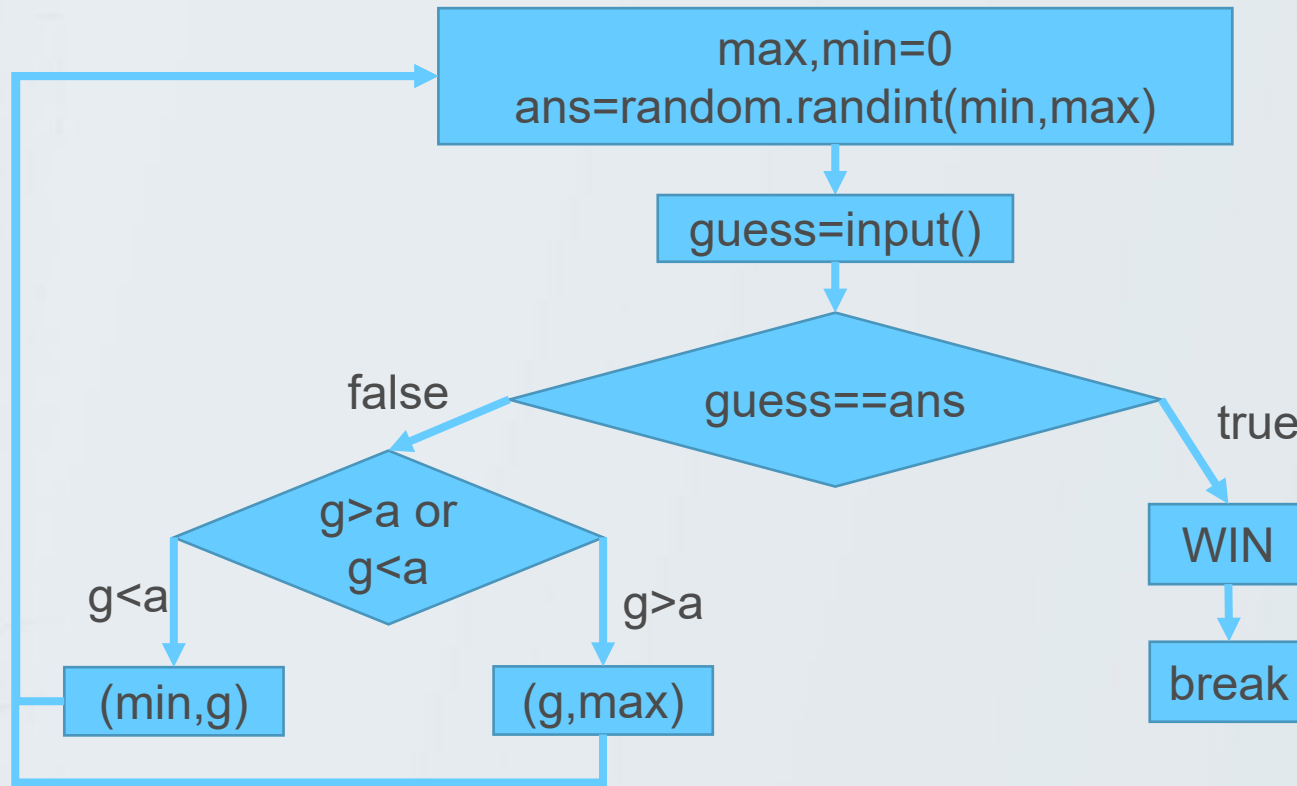 max,min=0
ans=random.randint(min,max)
guess=input()
guess==ans
false
true
g>a or
g<a
g<a
g>a
WIN
(min,g)
(g,max)
break